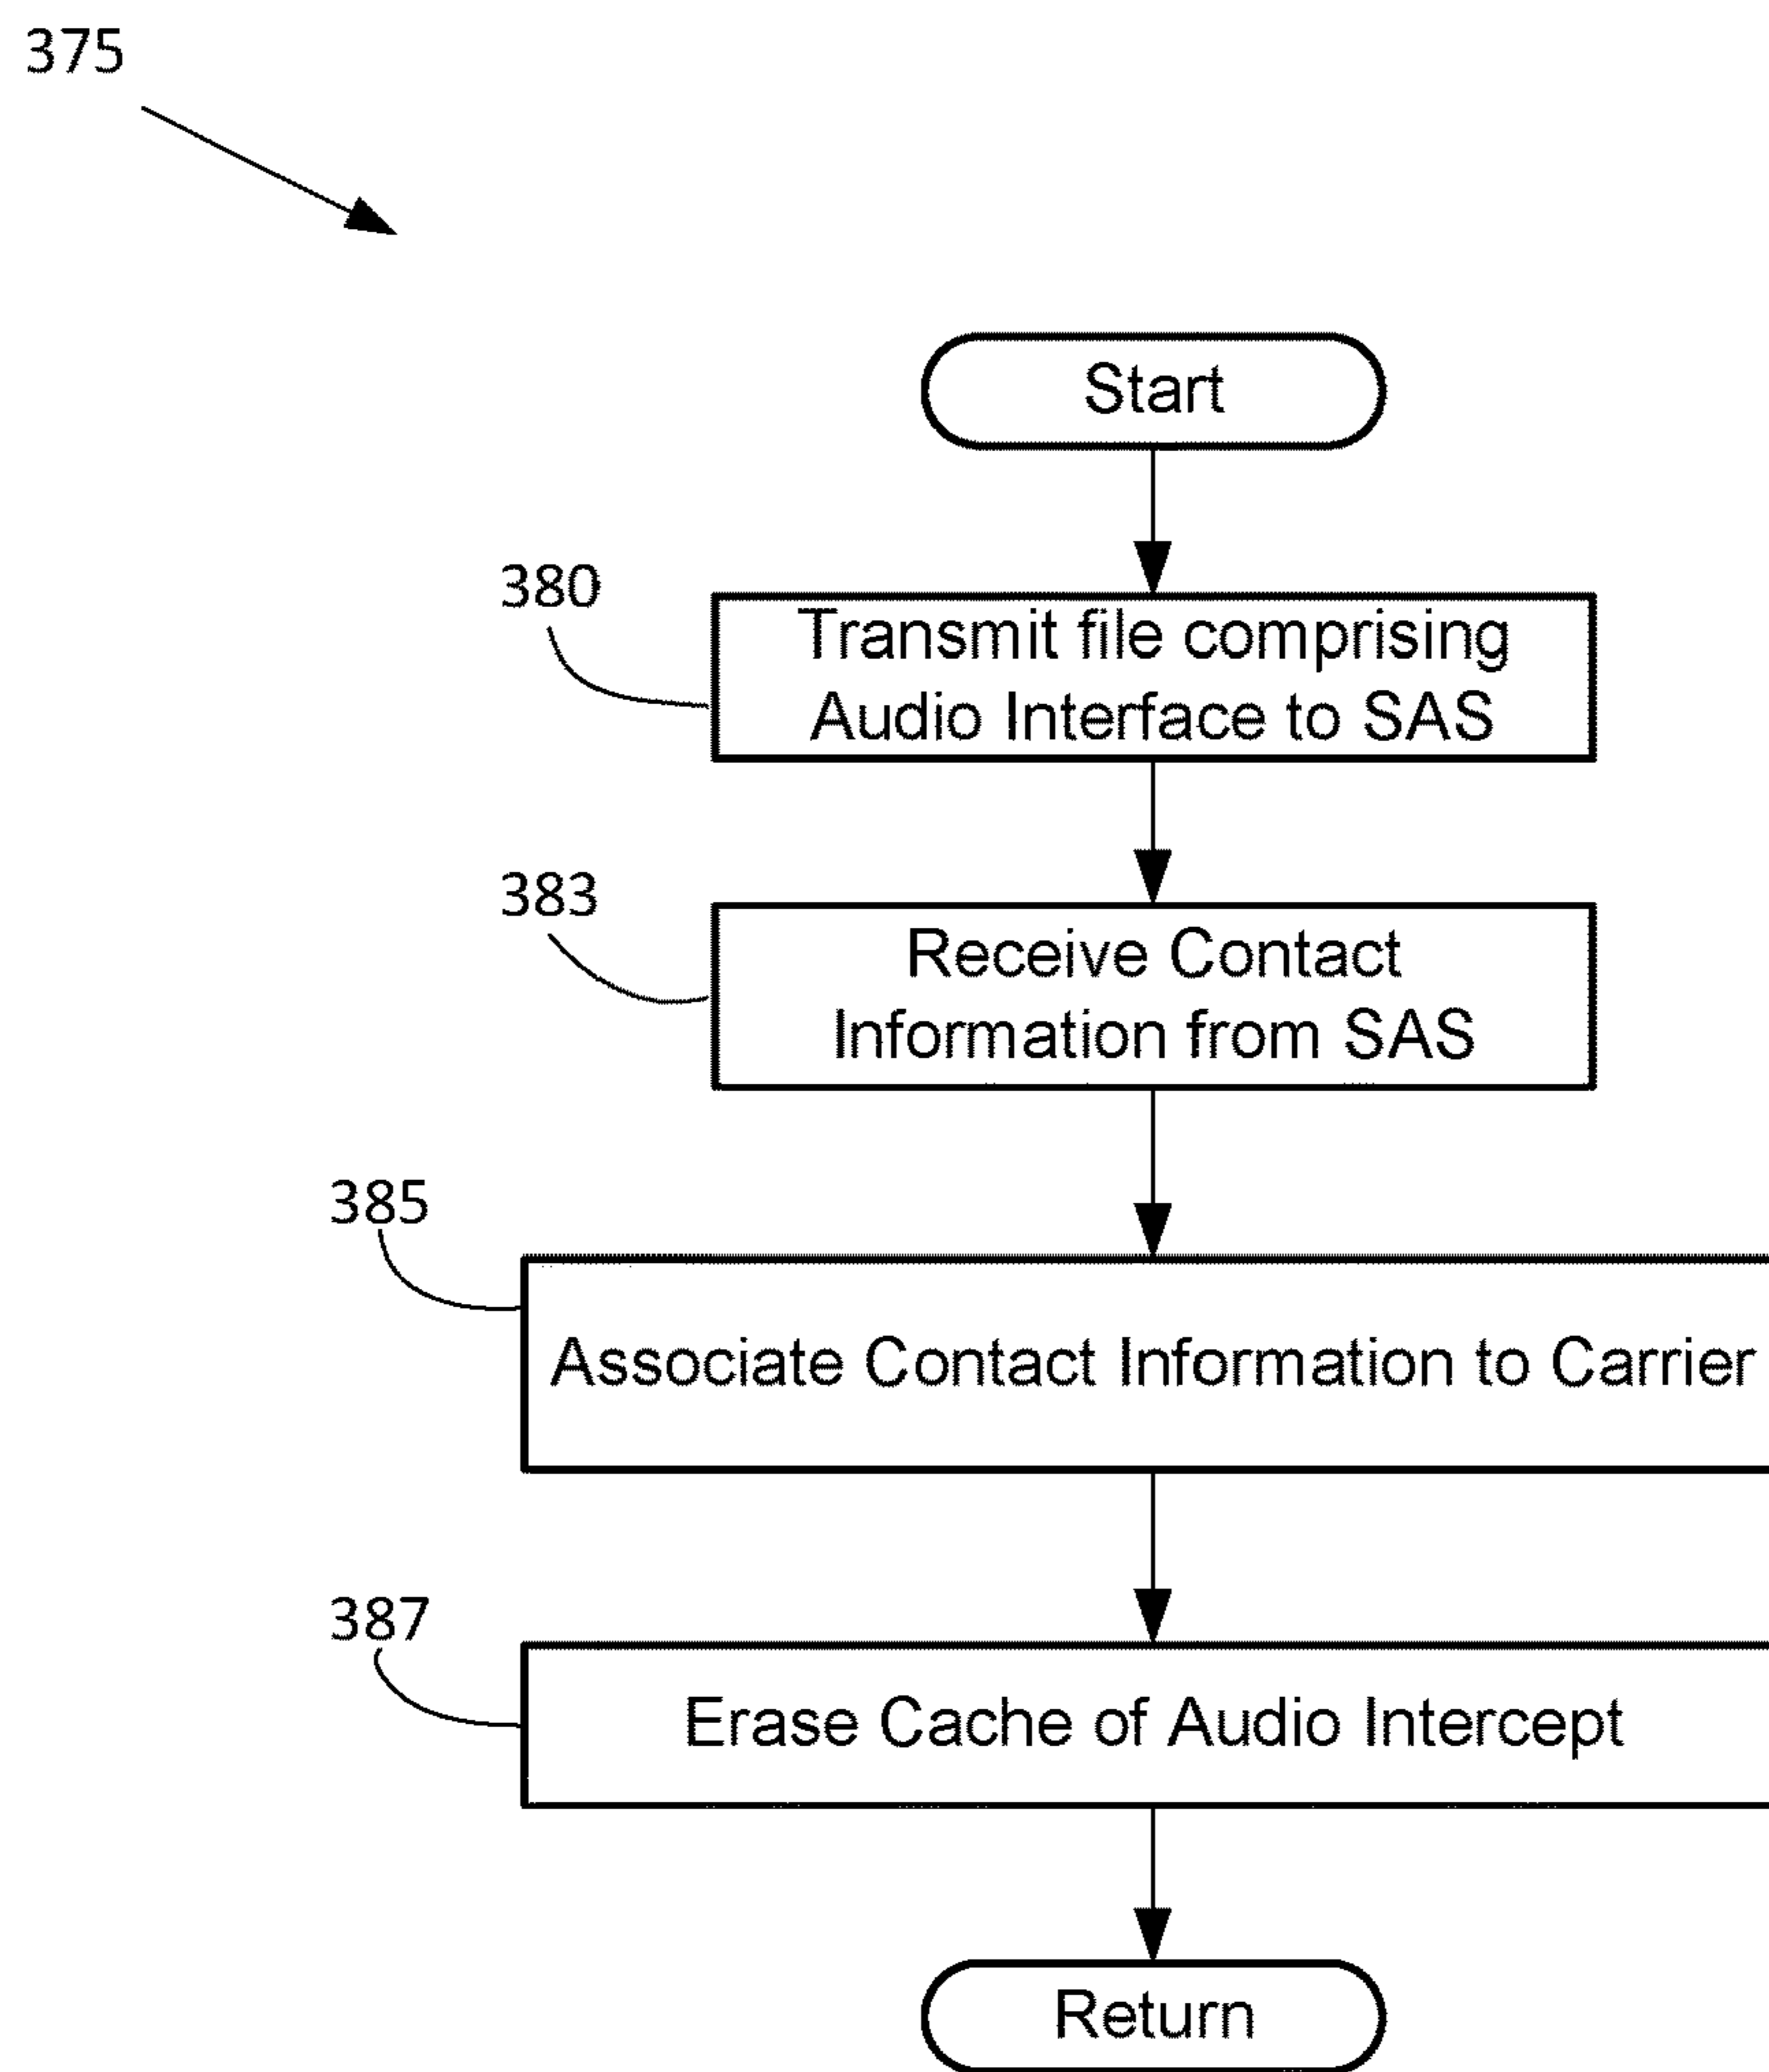 375
Start
380
Transmit file comprising
Audio Interface to SAS
383
Receive Contact
Information from SAS
385
Associate Contact Information to Carrier
387
Erase Cache of Audio Intercept
Return